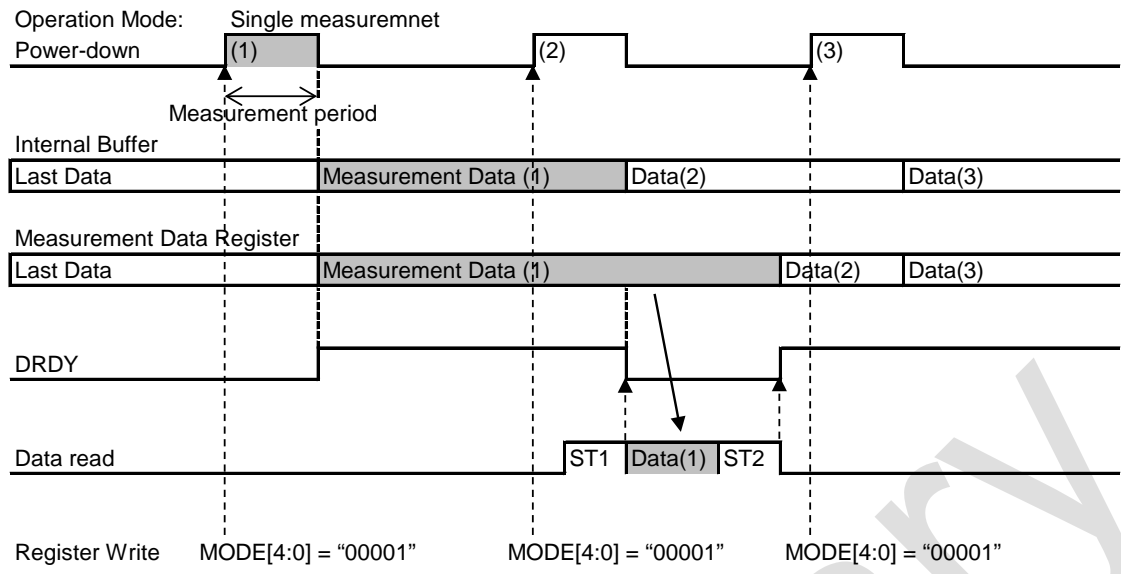 Operation Mode: Single measuremnet
Power-down (1) (2) (3)
Measurement period
Internal Buffer
Last Data Measurement Data (1) Data(2) Data(3)
Measurement Data Register
Last Data Measurement Data (1) Data(2) Data(3)
DRDY
Data read ST1 Data(1) ST2
Register Write MODE[4:0] = “00001” MODE[4:0] = “00001” MODE[4:0] = “00001”